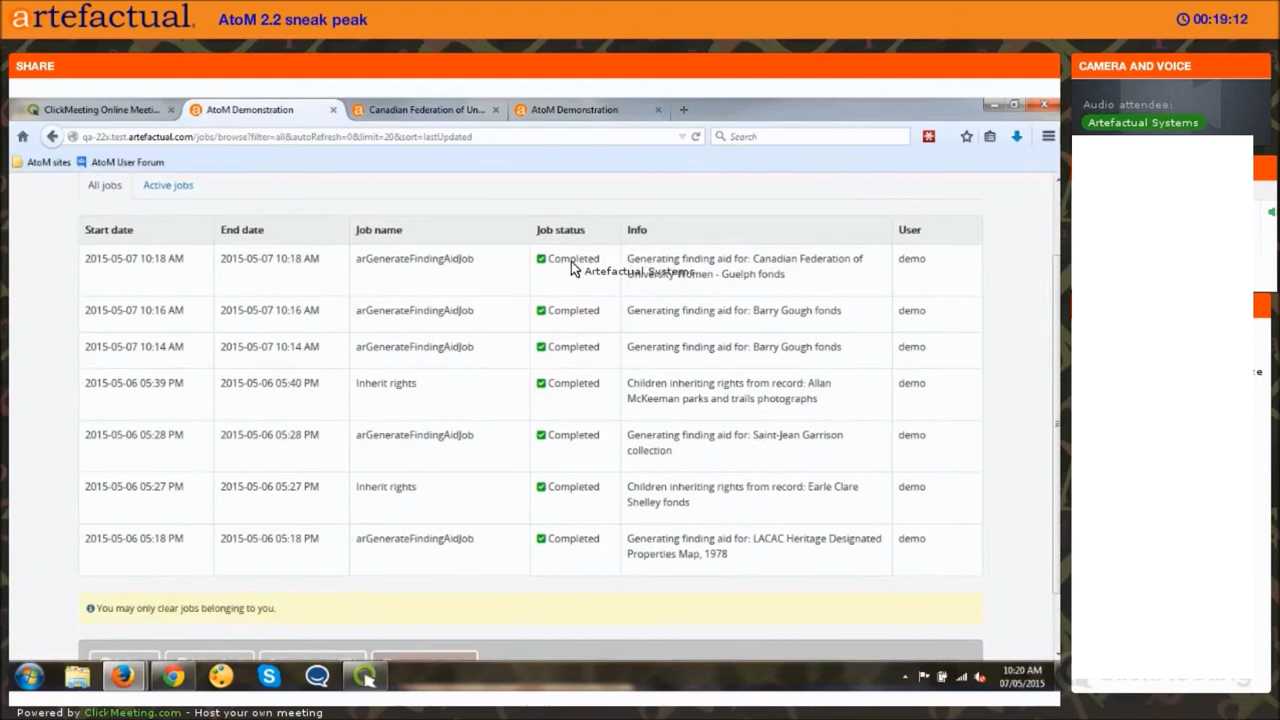 artefactual.
AtoM 2.2 sneak peak
00:19:12
SHARE
CAMERA AND VOICE
ClickMeeting Online Meeti...
AtoM Demonstration
Canadian Federation of Un...
AtoM Demonstration
Audio attendee:
Artefactual Systems
qa-22x.test.artefactual.com/jobs/browse?filter=all&autoRefresh=0&limit=20&sort=lastUpdated
Search
AtoM sites
AtoM User Forum
All jobs
Active jobs
Start date End date Job name Job status Info User
2015-05-07 10:18 AM 2015-05-07 10:18 AM arGenerateFindingAidJob Completed Generating finding aid for: Canadian Federation of demo
Artefactual Systems
University Women - Guelph fonds
2015-05-07 10:16 AM 2015-05-07 10:16 AM arGenerateFindingAidJob Completed Generating finding aid for: Barry Gough fonds demo
2015-05-07 10:14 AM 2015-05-07 10:14 AM arGenerateFindingAidJob Completed Generating finding aid for: Barry Gough fonds demo
2015-05-06 05:39 PM 2015-05-06 05:40 PM Inherit rights Completed Children inheriting rights from record: Allan demo
McKeeman parks and trails photographs
2015-05-06 05:28 PM 2015-05-06 05:28 PM arGenerateFindingAidJob Completed Generating finding aid for: Saint-Jean Garrison demo
collection
2015-05-06 05:27 PM 2015-05-06 05:27 PM Inherit rights Completed Children inheriting rights from record: Earle Clare demo
Shelley fonds
2015-05-06 05:18 PM 2015-05-06 05:18 PM arGenerateFindingAidJob Completed Generating finding aid for: LACAC Heritage Designated demo
Properties Map, 1978
You may only clear jobs belonging to you.
10:20 AM
07/05/2015
Powered by ClickMeeting.com - Host your own meeting